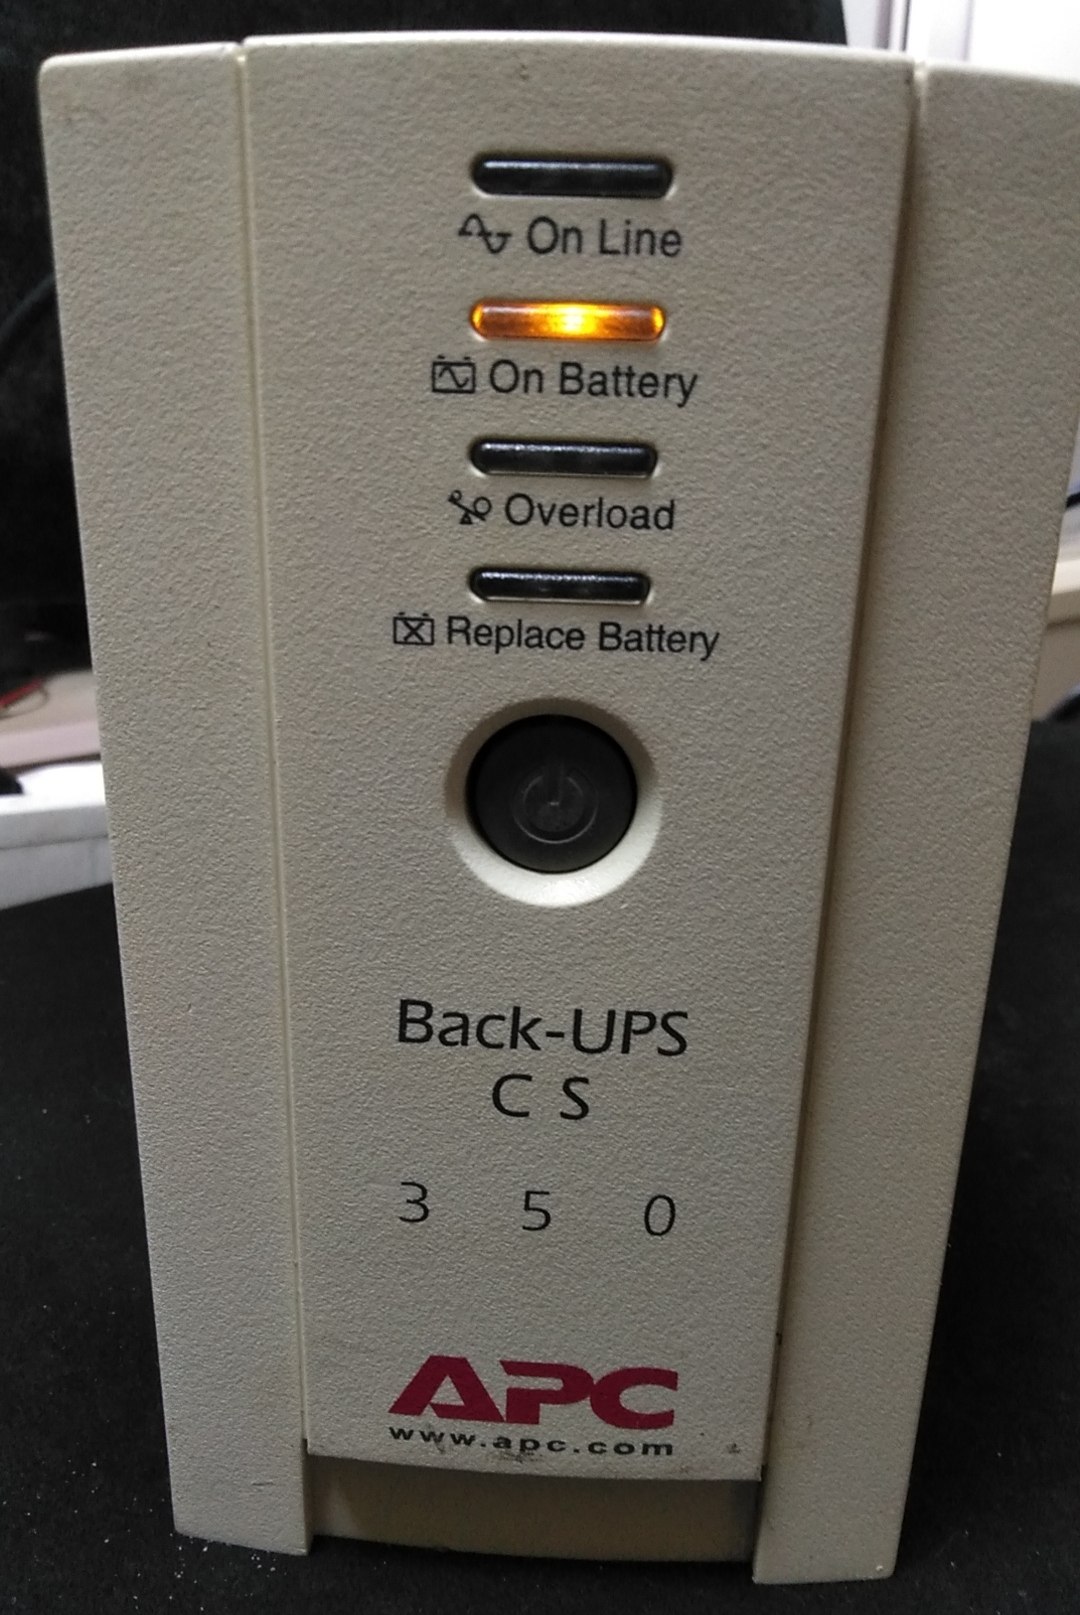 On Line
On Battery
Overload
Replace Battery
Back-UPS
CS
350
APC
www.apc.com